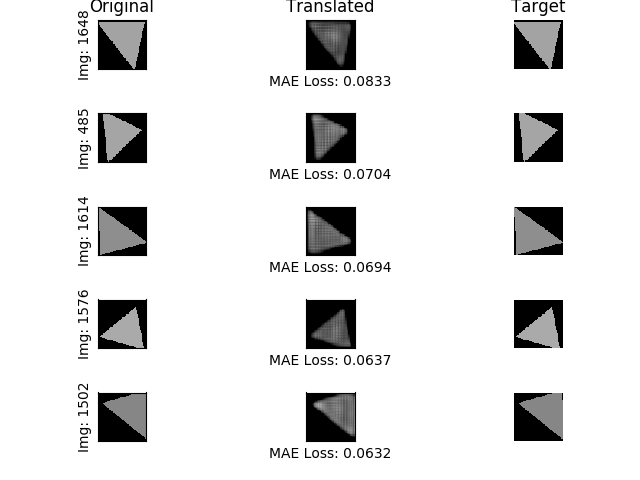 Original Translated Target
Img: 1648
MAE Loss: 0.0833
Img: 485
MAE Loss: 0.0704
Img: 1614
MAE Loss: 0.0694
Img: 1576
MAE Loss: 0.0637
Img: 1502
MAE Loss: 0.0632